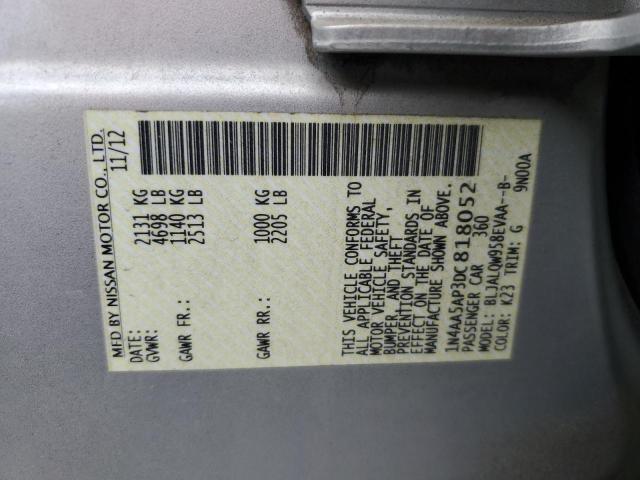 MFD BY NISSAN MOTOR CO., LTD.
11/12
DATE:
GVWR: 2131 KG
4698 LB
GAWR FR.: 1140 KG
2513 LB
GAWR RR.: 1000 KG
2205 LB
THIS VEHICLE CONFORMS TO
ALL APPLICABLE FEDERAL
MOTOR VEHICLE SAFETY,
BUMPER, AND THEFT
PREVENTION STANDARDS IN
EFFECT ON THE DATE OF
MANUFACTURE SHOWN ABOVE.
1N4AA5AP3DC818052
PASSENGER CAR 360
MODEL: BLJALQW958EVAA--B-
COLOR: K23 TRIM: G 9N00A